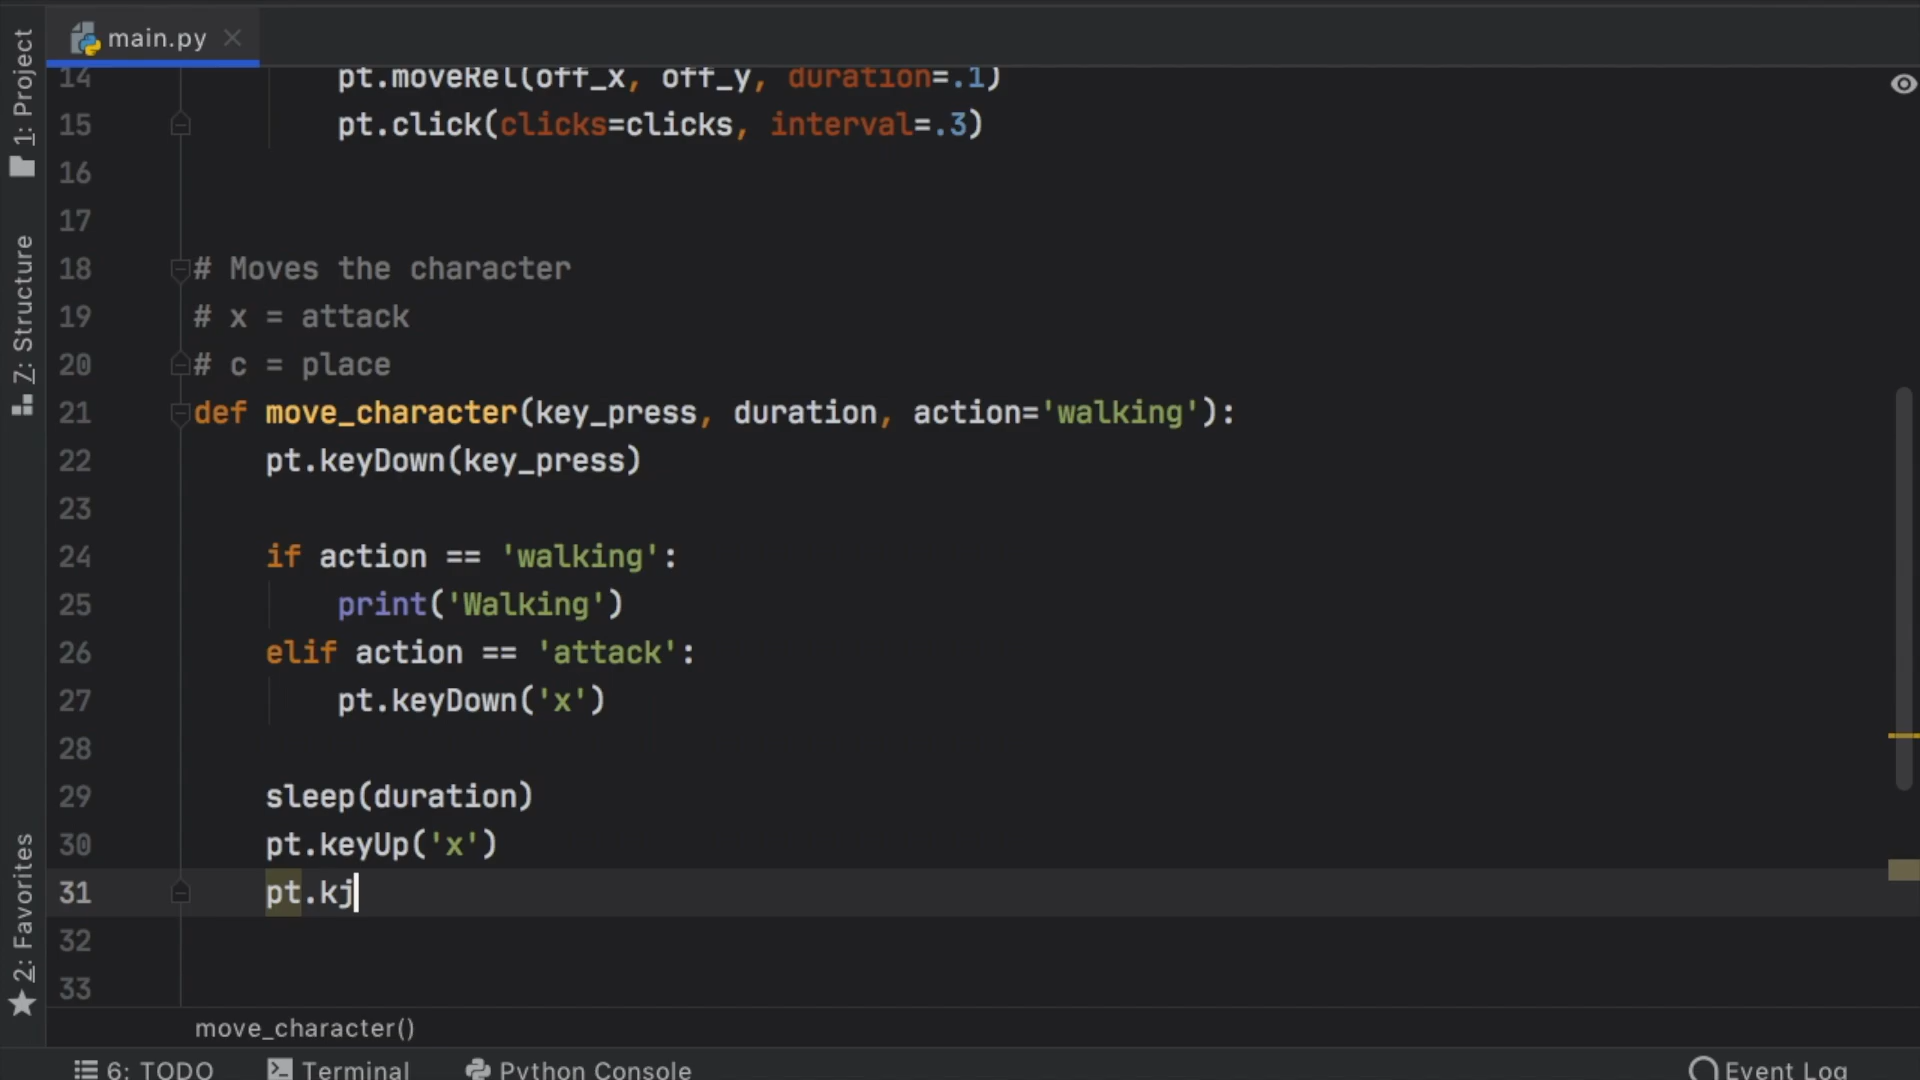 main.py
1: Project
Z: Structure
2: Favorites
14 pt.moveRel(off_x, off_y, duration=.1)
15 pt.click(clicks=clicks, interval=.3)
16
17
18 # Moves the character
19 # x = attack
20 # c = place
21 def move_character(key_press, duration, action='walking'):
22 pt.keyDown(key_press)
23
24 if action == 'walking':
25 print('Walking')
26 elif action == 'attack':
27 pt.keyDown('x')
28
29 sleep(duration)
30 pt.keyUp('x')
31 pt.kj
32
33
move_character()
6: TODO Terminal Python Console Event Log